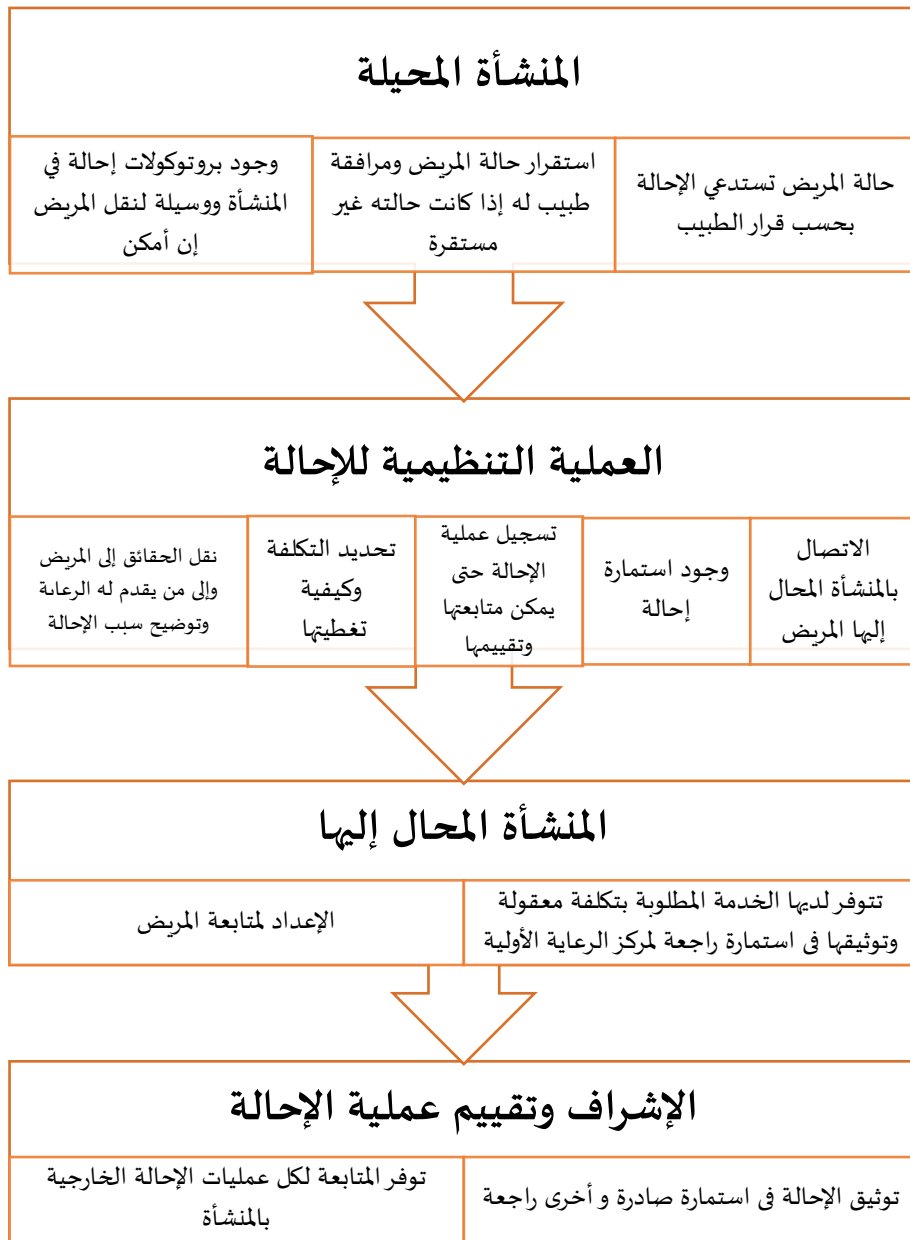 المنشأة المحيلة
حالة المريض تستدعي الإحالة
بحسب قرار الطبيب
استقرار حالة المريض ومرافقة
طبيب له إذا كانت حالته غير
مستقرة
وجود بروتوكولات إحالة في
المنشأة ووسيلة لنقل المريض
إن أمكن
العملية التنظيمية للإحالة
الاتصال
بالمنشأة المحال
إليها المريض
وجود استمارة
إحالة
تسجيل عملية
الإحالة حتى
يمكن متابعتها
وتقييمها
تحديد التكلفة
وكيفية
تغطيتها
نقل الحقائق إلى المريض
وإلى من يقدم له الرعاية
وتوضيح سبب الإحالة
المنشأة المحال إليها
تتوفر لديها الخدمة المطلوبة بتكلفة معقولة
وتوثيقها فى استمارة راجعة لمركز الرعاية الأولية
الإعداد لمتابعة المريض
الإشراف وتقييم عملية الإحالة
توثيق الإحالة فى استمارة صادرة و أخرى راجعة
توفر المتابعة لكل عمليات الإحالة الخارجية
بالمنشأة